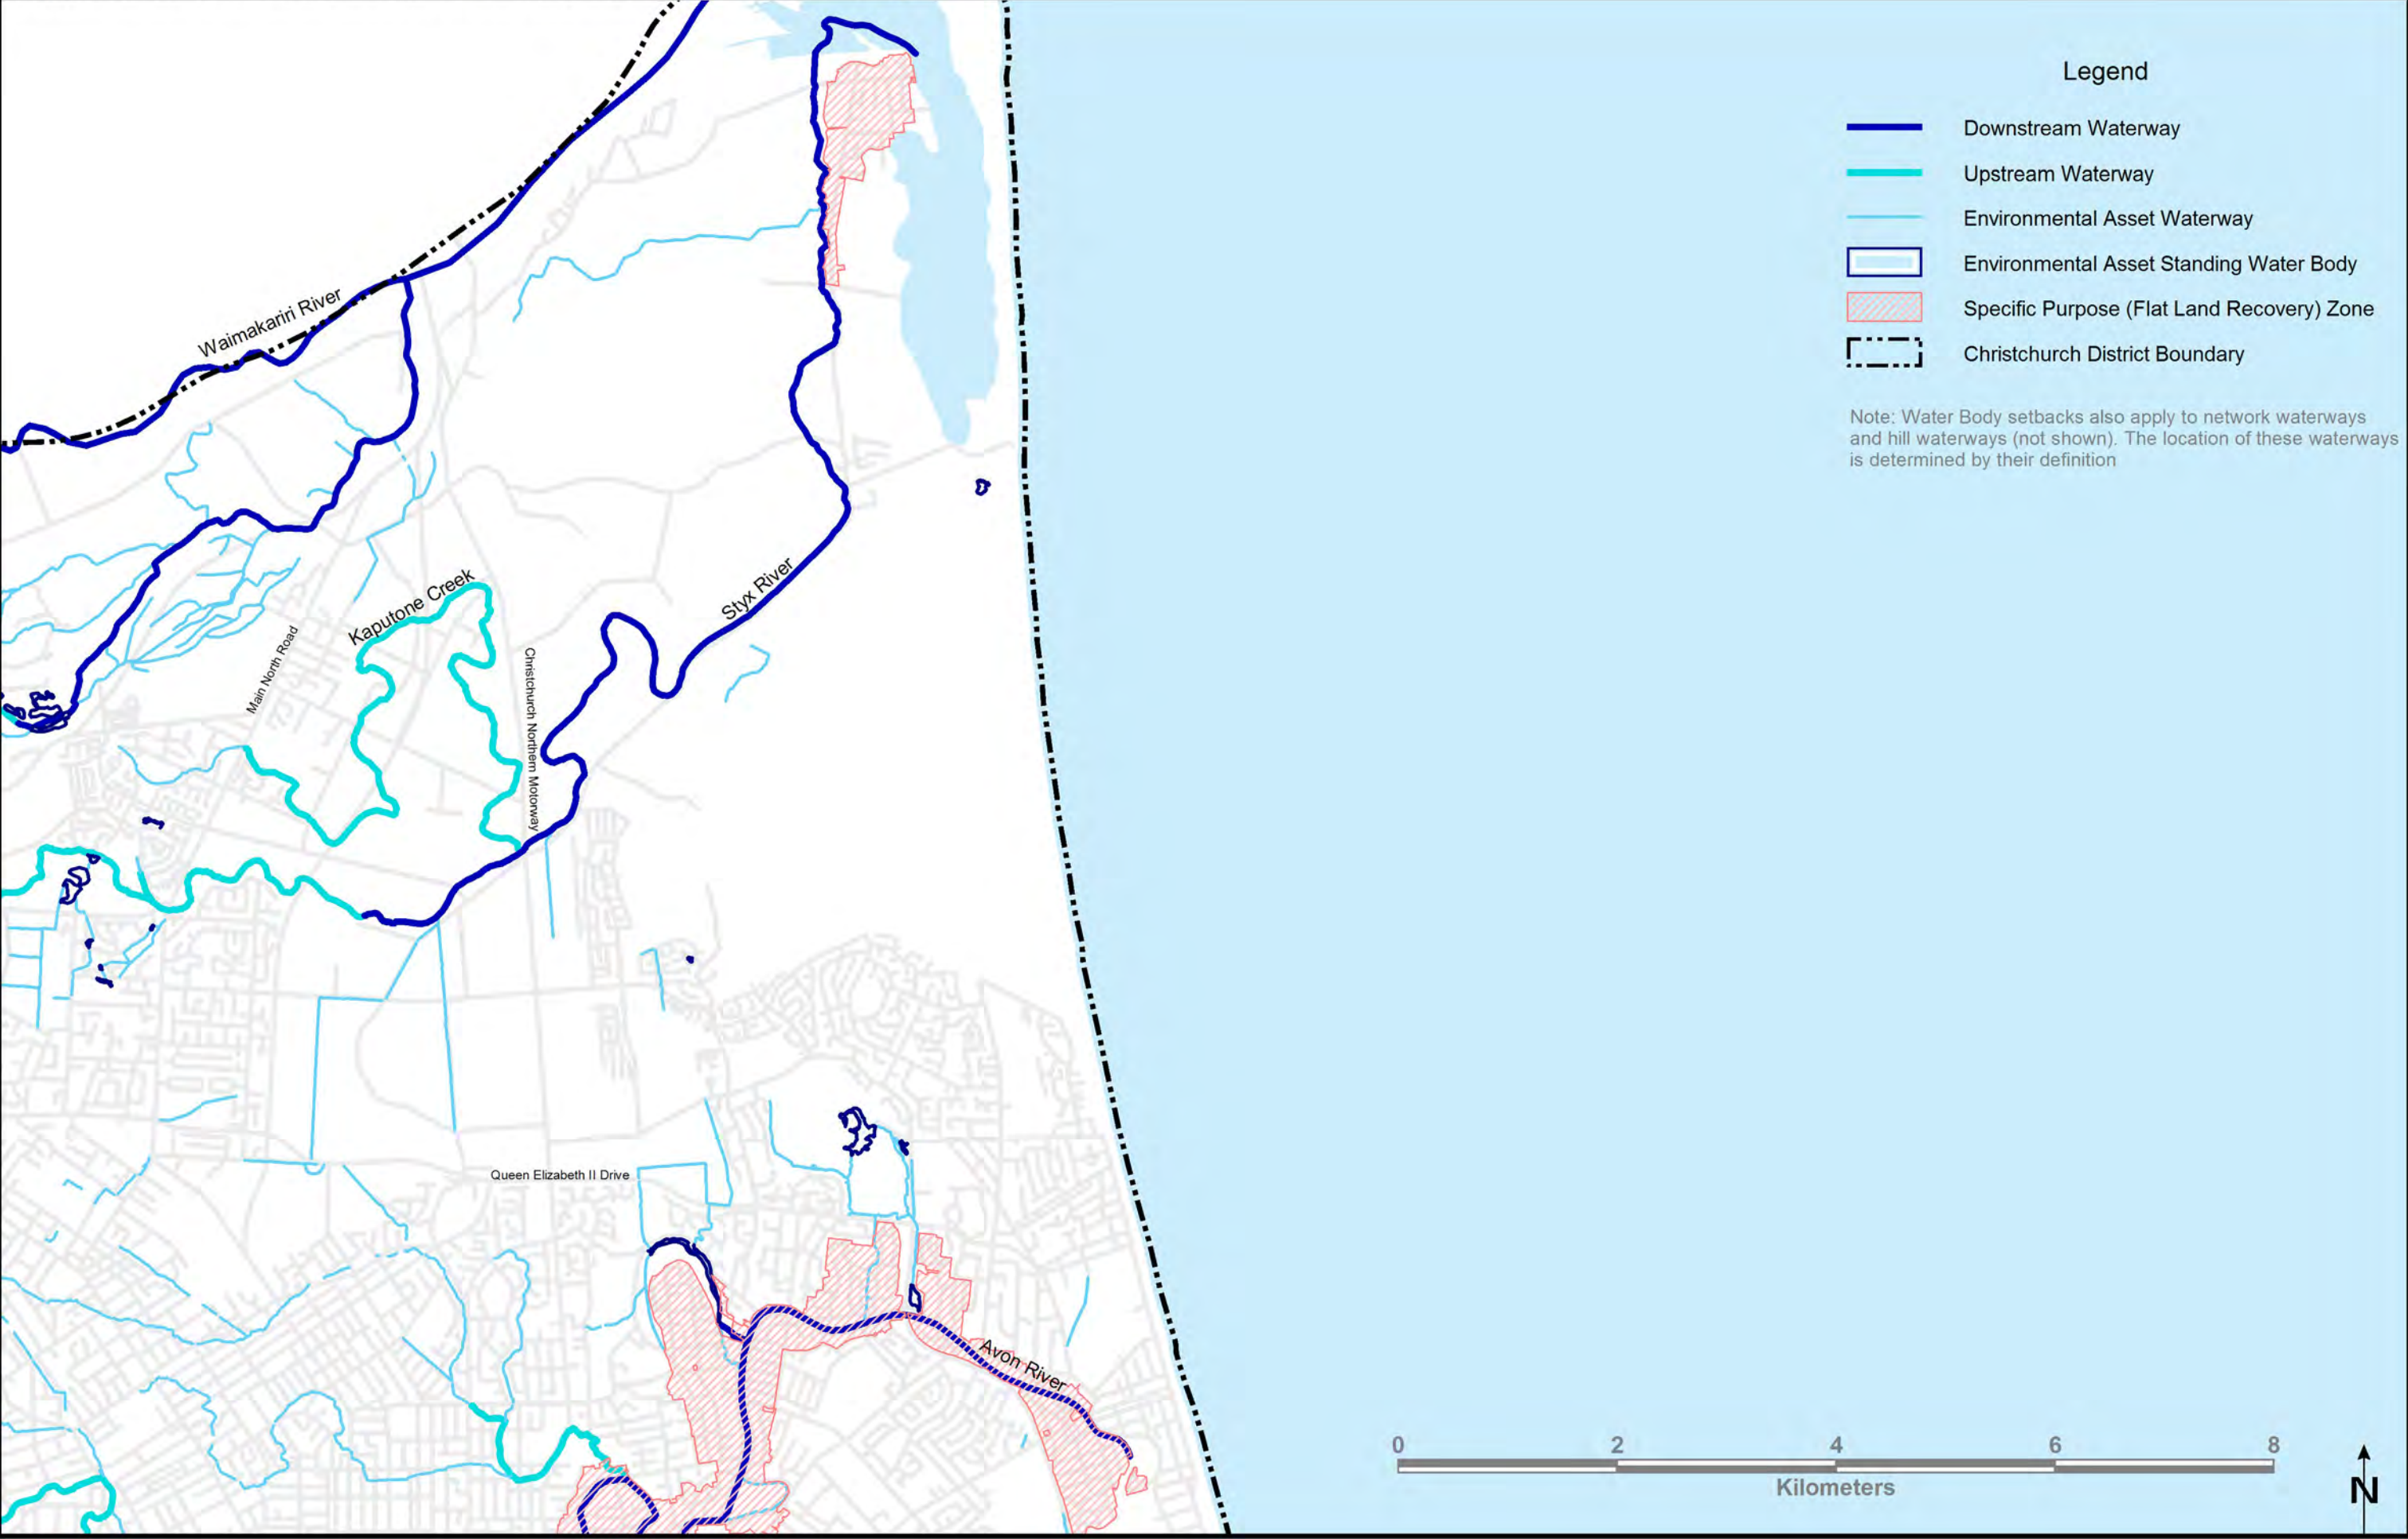 Legend
Downstream Waterway
Upstream Waterway
Environmental Asset Waterway
Environmental Asset Standing Water Body
Specific Purpose (Flat Land Recovery) Zone
Christchurch District Boundary
Note: Water Body setbacks also apply to network waterways
and hill waterways (not shown). The location of these waterways
is determined by their definition
Waimakariri River
Kaputone Creek
Styx River
Main North Road
Christchurch Northern Motorway
Queen Elizabeth II Drive
Avon River
0 2 4 6 8
Kilometers
N